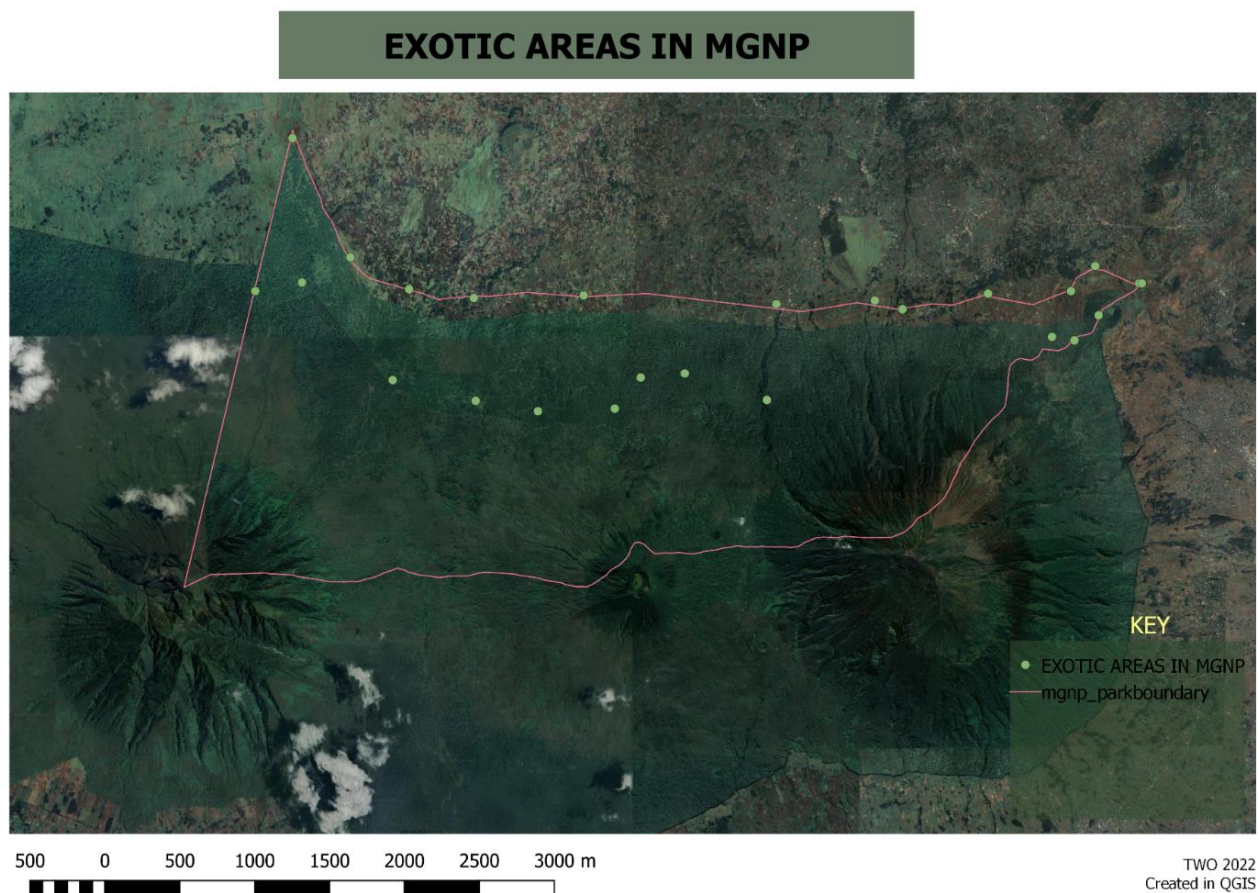 EXOTIC AREAS IN MGNP
KEY
EXOTIC AREAS IN MGNP
mgnp_parkboundary
500 0 500 1000 1500 2000 2500 3000 m
TWO 2022
Created in QGIS